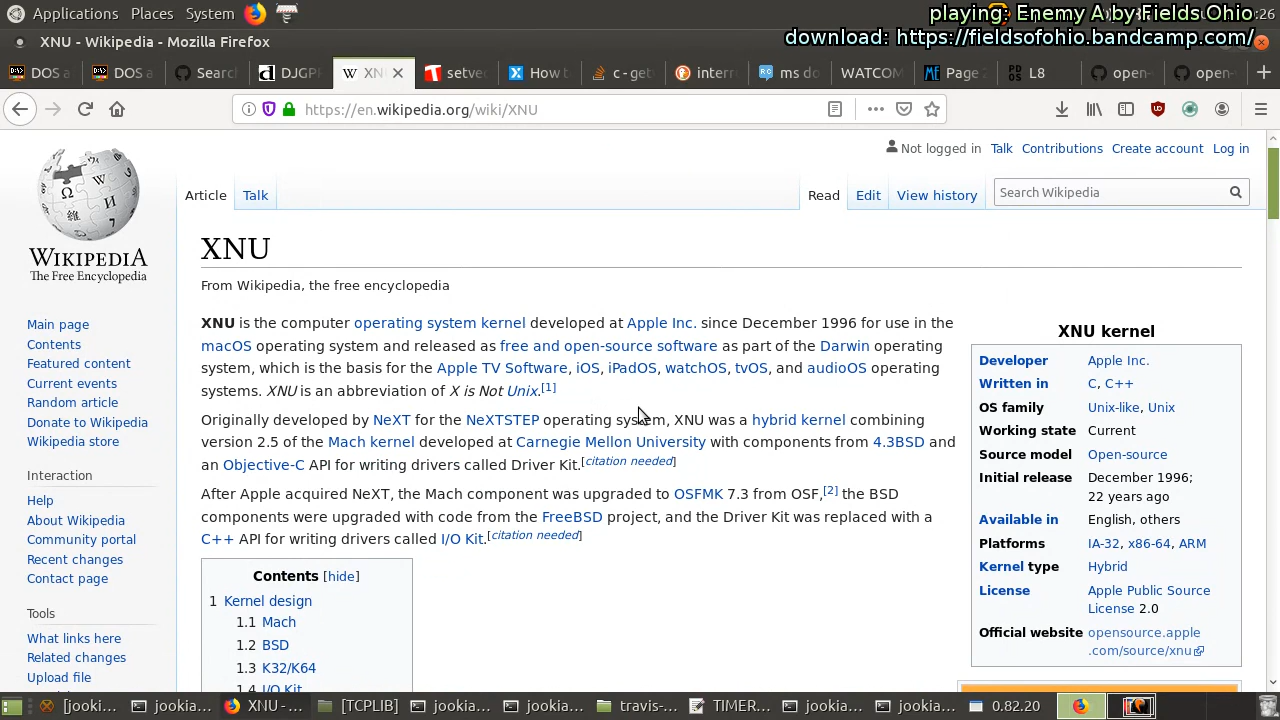 Applications Places System
playing: Enemy A by Fields Ohio
:26
download: https://fieldsofohio.bandcamp.com/
XNU - Wikipedia - Mozilla Firefox
DOS a
DOS a
Search
DJGPP
XNU
setvec
How t
c - get
interr
ms do
WATCOM
Page 2
L8
open-
open-
https://en.wikipedia.org/wiki/XNU
Not logged in Talk Contributions Create account Log in
Article Talk Read Edit View history
Search Wikipedia
WIKIPEDIA
The Free Encyclopedia
Main page
Contents
Featured content
Current events
Random article
Donate to Wikipedia
Wikipedia store
Interaction
Help
About Wikipedia
Community portal
Recent changes
Contact page
Tools
What links here
Related changes
Upload file
XNU
From Wikipedia, the free encyclopedia
XNU is the computer operating system kernel developed at Apple Inc. since December 1996 for use in the
macOS operating system and released as free and open-source software as part of the Darwin operating
system, which is the basis for the Apple TV Software, iOS, iPadOS, watchOS, tvOS, and audioOS operating
systems. XNU is an abbreviation of X is Not Unix.[1]
Originally developed by NeXT for the NeXTSTEP operating system, XNU was a hybrid kernel combining
version 2.5 of the Mach kernel developed at Carnegie Mellon University with components from 4.3BSD and
an Objective-C API for writing drivers called Driver Kit.[citation needed]
After Apple acquired NeXT, the Mach component was upgraded to OSFMK 7.3 from OSF,[2] the BSD
components were upgraded with code from the FreeBSD project, and the Driver Kit was replaced with a
C++ API for writing drivers called I/O Kit.[citation needed]
Contents [hide]
1 Kernel design
1.1 Mach
1.2 BSD
1.3 K32/K64
1.4 I/O Kit
XNU kernel
Developer Apple Inc.
Written in C, C++
OS family Unix-like, Unix
Working state Current
Source model Open-source
Initial release December 1996;
22 years ago
Available in English, others
Platforms IA-32, x86-64, ARM
Kernel type Hybrid
License Apple Public Source
License 2.0
Official website opensource.apple
.com/source/xnu
[jooki...
jookia...
XNU-...
[TCPLIB]
jookia...
jookia...
travis-...
TIMER...
jookia...
jookia...
0.82.20